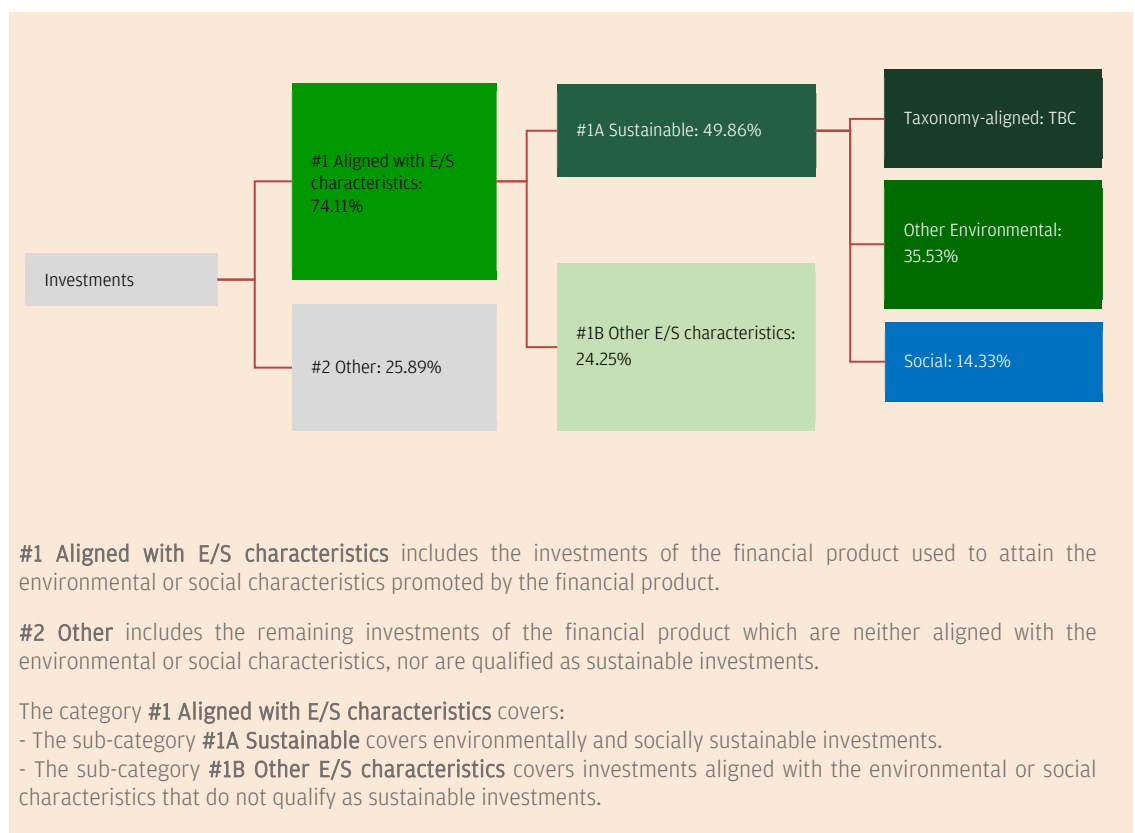 Investments
#1 Aligned with E/S
characteristics:
74.11%
#2 Other: 25.89%
#1A Sustainable: 49.86%
#1B Other E/S characteristics:
24.25%
Taxonomy-aligned: TBC
Other Environmental:
35.53%
Social: 14.33%
#1 Aligned with E/S characteristics includes the investments of the financial product used to attain the
environmental or social characteristics promoted by the financial product.
#2 Other includes the remaining investments of the financial product which are neither aligned with the
environmental or social characteristics, nor are qualified as sustainable investments.
The category #1 Aligned with E/S characteristics covers:
- The sub-category #1A Sustainable covers environmentally and socially sustainable investments.
- The sub-category #1B Other E/S characteristics covers investments aligned with the environmental or social
characteristics that do not qualify as sustainable investments.